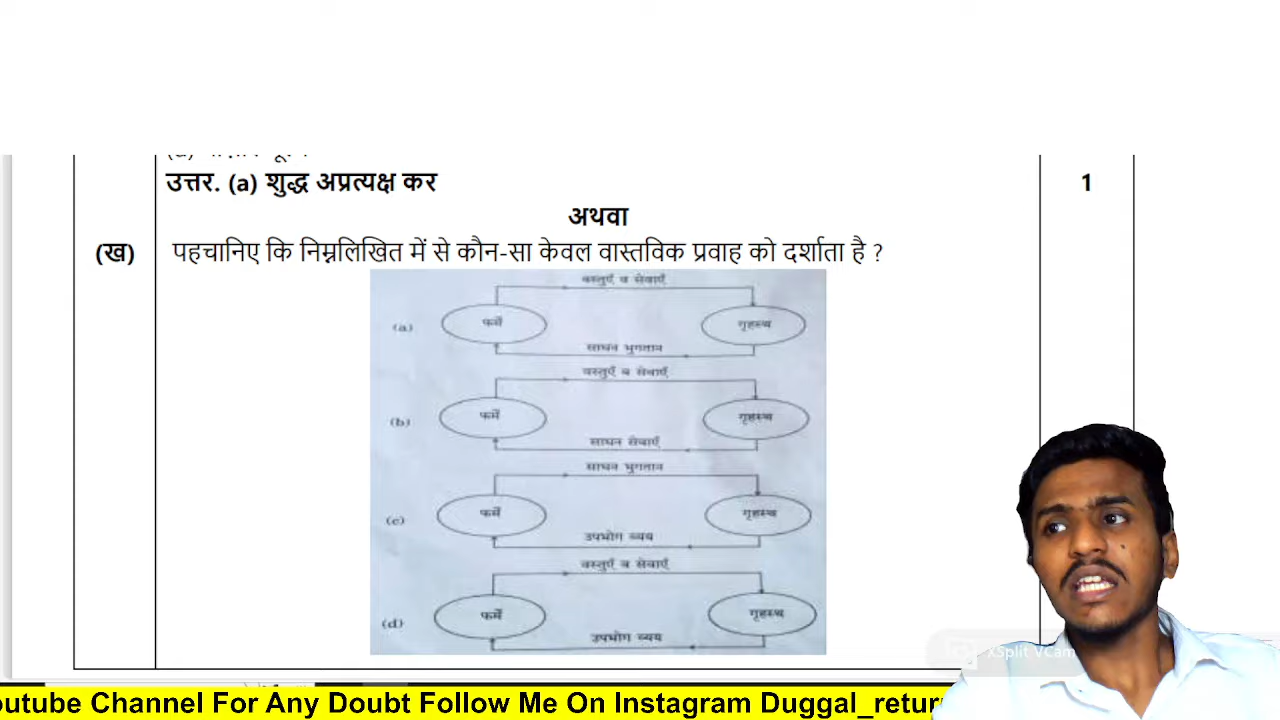 उत्तर. (a) शुद्ध अप्रत्यक्ष कर
1
अथवा
(ख) पहचानिए कि निम्नलिखित में से कौन-सा केवल वास्तविक प्रवाह को दर्शाता है ?
वस्तुएँ व सेवाएँ
(a) फर्में गृहस्थ
साधन भुगतान
वस्तुएँ व सेवाएँ
(b) फर्में गृहस्थ
साधन सेवाएँ
साधन भुगतान
(c) फर्में गृहस्थ
उपभोग व्यय
वस्तुएँ व सेवाएँ
(d) फर्में गृहस्थ
उपभोग व्यय
XSplit VCam
outube Channel For Any Doubt Follow Me On Instagram Duggal_retur